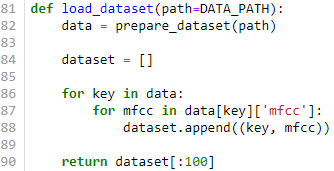 81 def load_dataset(path=DATA_PATH):
82     data = prepare_dataset(path)
83
84     dataset = []
85
86     for key in data:
87         for mfcc in data[key]['mfcc']:
88             dataset.append((key, mfcc))
89
90     return dataset[:100]